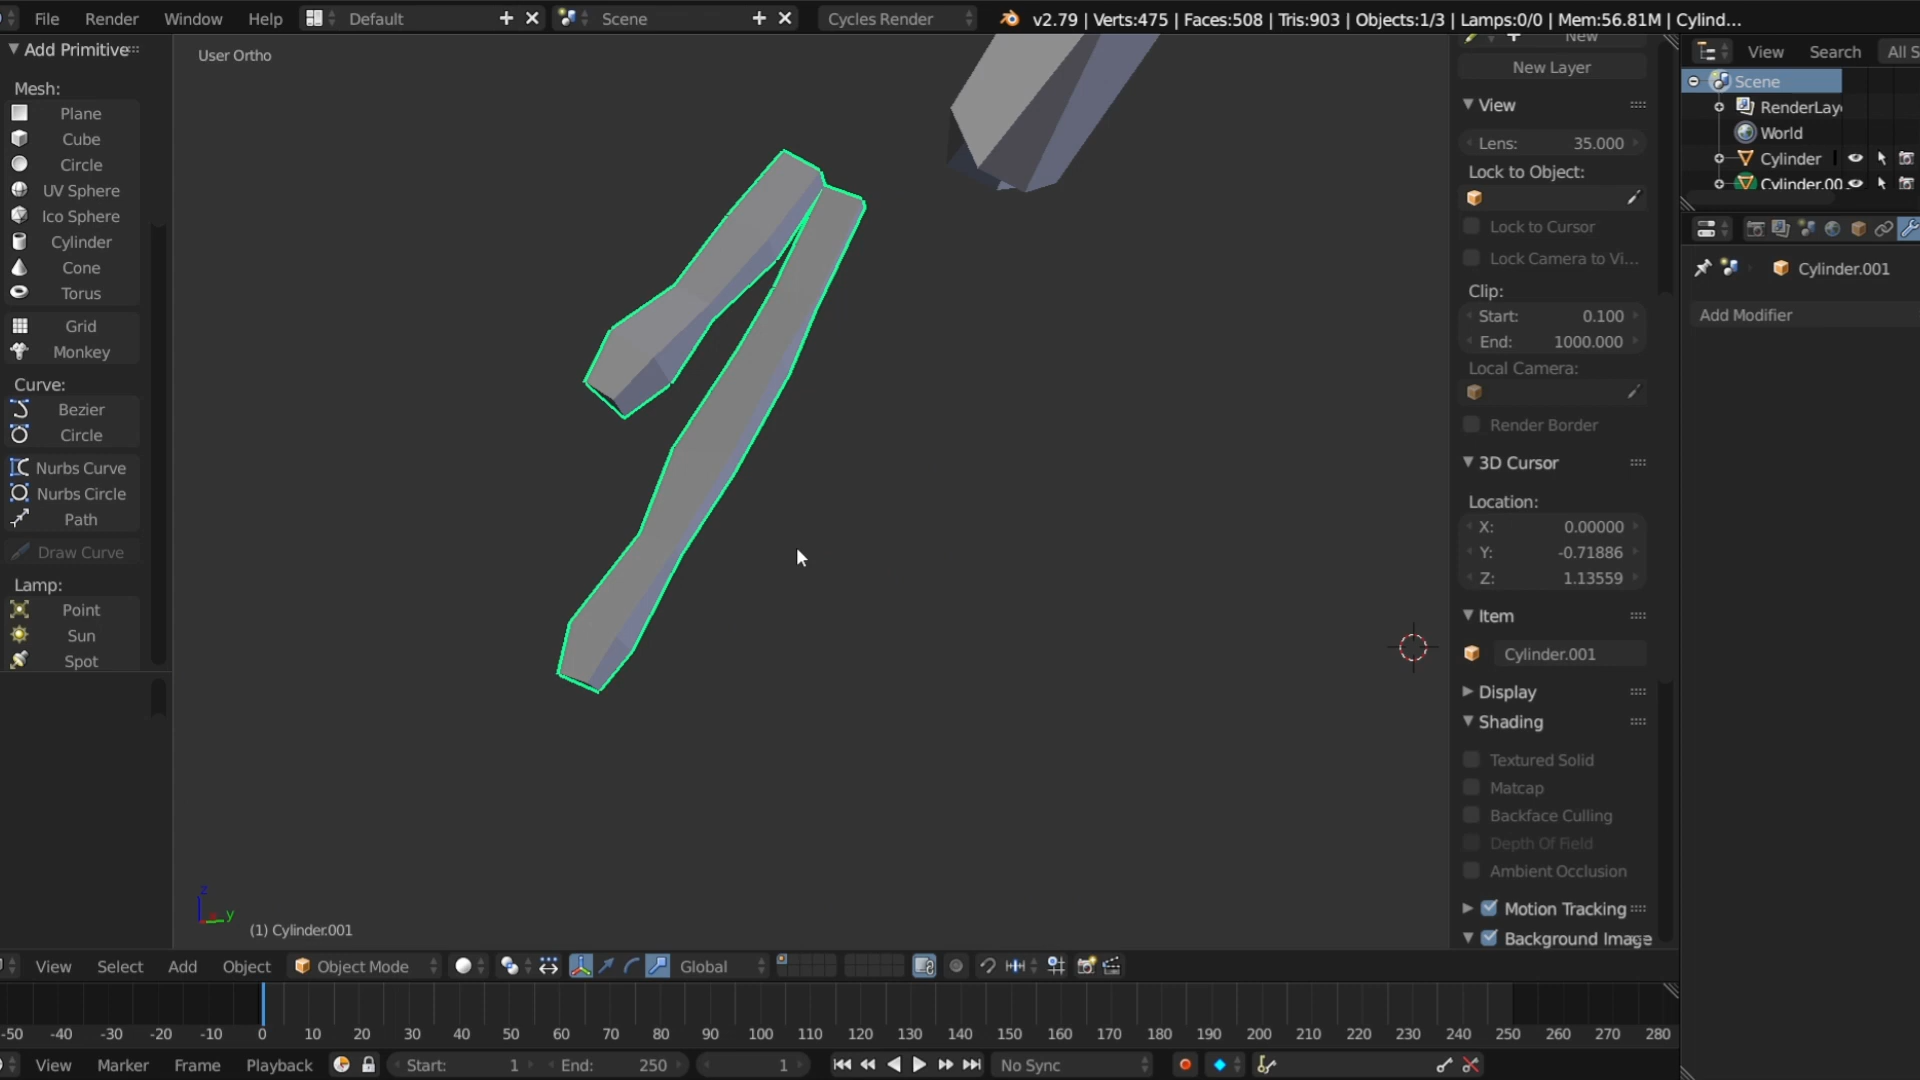 File Render Window Help Default Scene Cycles Render v2.79 | Verts:475 | Faces:508 | Tris:903 | Objects:1/3 | Lamps:0/0 | Mem:56.81M | Cylind...
Add Primitive
Mesh:
Plane
Cube
Circle
UV Sphere
Ico Sphere
Cylinder
Cone
Torus
Grid
Monkey
Curve:
Bezier
Circle
Nurbs Curve
Nurbs Circle
Path
Draw Curve
Lamp:
Point
Sun
Spot
User Ortho
z
y
(1) Cylinder.001
New
New Layer
View
Lens: 35.000
Lock to Object:
Lock to Cursor
Lock Camera to Vi...
Clip:
Start: 0.100
End: 1000.000
Local Camera:
Render Border
3D Cursor
Location:
X: 0.00000
Y: -0.71886
Z: 1.13559
Item
Cylinder.001
Display
Shading
Textured Solid
Matcap
Backface Culling
Depth Of Field
Ambient Occlusion
Motion Tracking
Background Image
View Search All S
Scene
RenderLay
World
Cylinder
Cylinder.00
Cylinder.001
Add Modifier
View Select Add Object Object Mode Global
-50 -40 -30 -20 -10 0 10 20 30 40 50 60 70 80 90 100 110 120 130 140 150 160 170 180 190 200 210 220 230 240 250 260 270 280
View Marker Frame Playback Start: 1 End: 250 1 No Sync